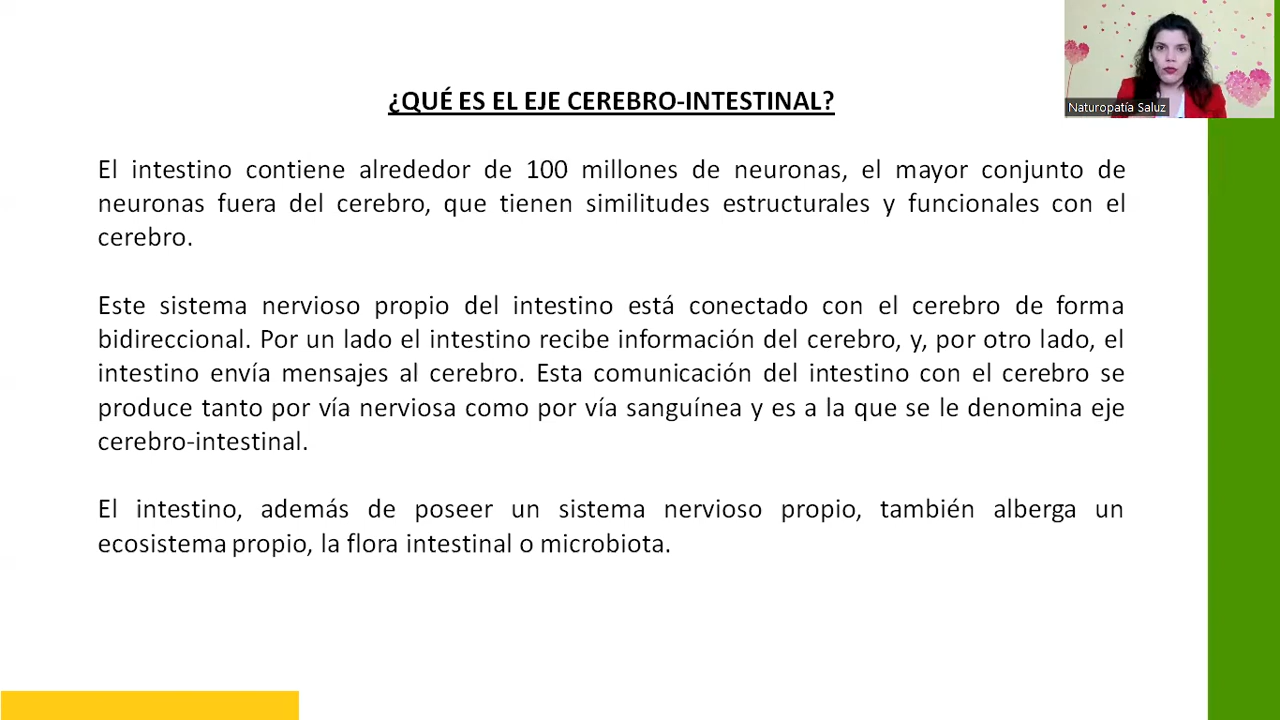 ¿QUÉ ES EL EJE CEREBRO-INTESTINAL?
Naturopatía Saluz
El intestino contiene alrededor de 100 millones de neuronas, el mayor conjunto de
neuronas fuera del cerebro, que tienen similitudes estructurales y funcionales con el
cerebro.
Este sistema nervioso propio del intestino está conectado con el cerebro de forma
bidireccional. Por un lado el intestino recibe información del cerebro, y, por otro lado, el
intestino envía mensajes al cerebro. Esta comunicación del intestino con el cerebro se
produce tanto por vía nerviosa como por vía sanguínea y es a la que se le denomina eje
cerebro-intestinal.
El intestino, además de poseer un sistema nervioso propio, también alberga un
ecosistema propio, la flora intestinal o microbiota.